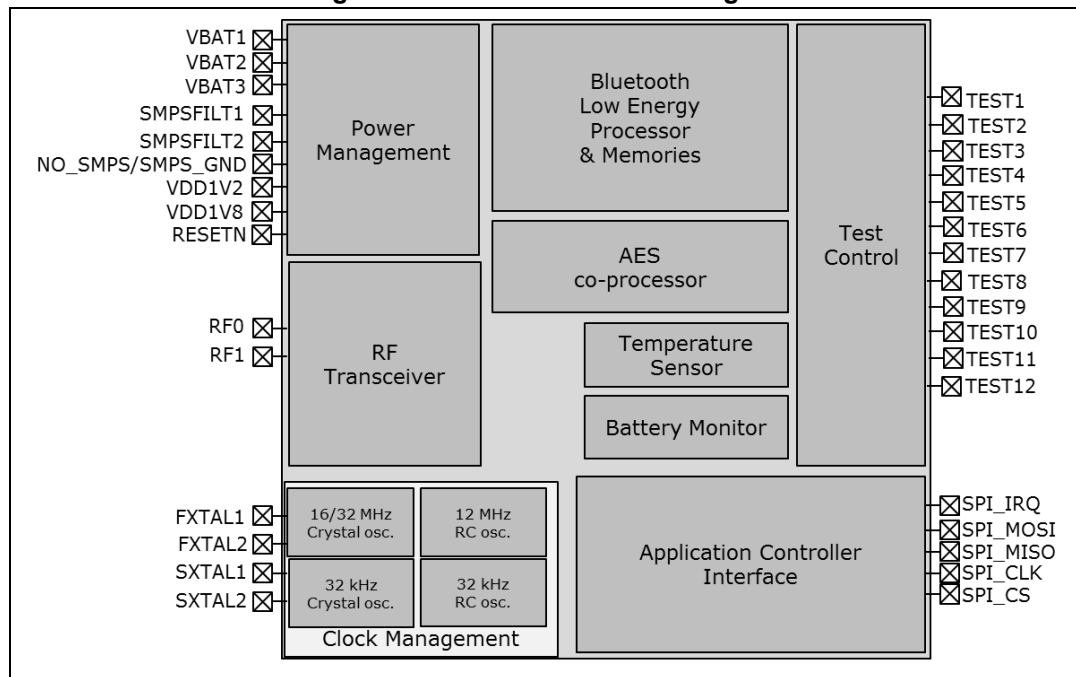 VBAT1
VBAT2
VBAT3
SMPSFILT1
SMPSFILT2
NO_SMPS/SMPS_GND
VDD1V2
VDD1V8
RESETN
Power
Management
Bluetooth
Low Energy
Processor
& Memories
AES
co-processor
Test
Control
TEST1
TEST2
TEST3
TEST4
TEST5
TEST6
TEST7
TEST8
TEST9
TEST10
TEST11
TEST12
RF0
RF1
RF
Transceiver
Temperature
Sensor
Battery Monitor
FXTAL1
FXTAL2
SXTAL1
SXTAL2
16/32 MHz
Crystal osc.
12 MHz
RC osc.
32 kHz
Crystal osc.
32 kHz
RC osc.
Clock Management
Application Controller
Interface
SPI_IRQ
SPI_MOSI
SPI_MISO
SPI_CLK
SPI_CS